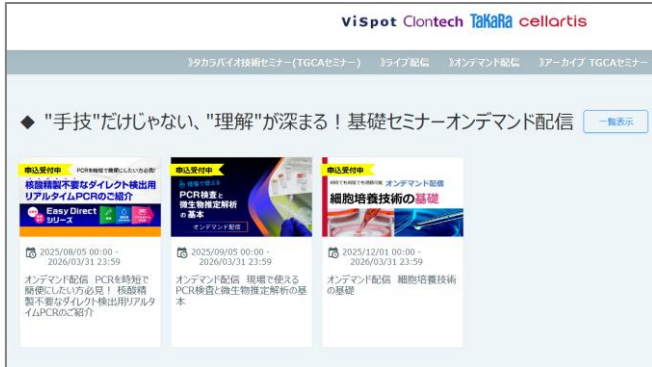 ViSpot Clontech TaKaRa cellartis
》タカラバイオ技術セミナー(TGCAセミナー) 》ライブ配信 》オンデマンド配信 》アーカイブ TGCAセミナー
◆ "手技"だけじゃない、"理解"が深まる！基礎セミナーオンデマンド配信 一覧表示
申込受付中 PCRを時短で簡便にしたい方必見!
核酸精製不要なダイレクト検出用
リアルタイムPCRのご紹介
Easy Direct
シリーズ
2025/08/05 00:00 -
2026/03/31 23:59
オンデマンド配信 PCRを時短で
簡便にしたい方必見！ 核酸精
製不要なダイレクト検出用リアルタ
イムPCRのご紹介
申込受付中
現場で使える
PCR検査と
微生物推定解析
の基本
オンデマンド配信
2025/09/05 00:00 -
2026/03/31 23:59
オンデマンド配信 現場で使える
PCR検査と微生物推定解析の基
本
申込受付中
オンデマンド配信
細胞培養技術の基礎
2025/12/01 00:00 -
2026/03/31 23:59
オンデマンド配信 細胞培養技術
の基礎